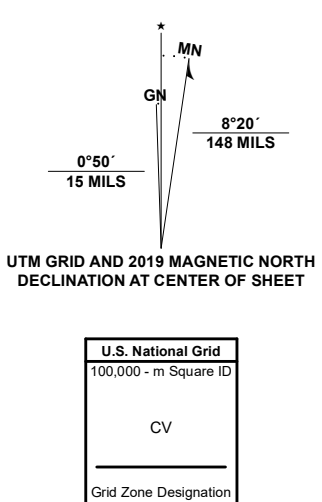 ★
MN
GN
8°20´
148 MILS
0°50´
15 MILS
UTM GRID AND 2019 MAGNETIC NORTH
DECLINATION AT CENTER OF SHEET
U.S. National Grid
100,000 - m Square ID
CV
Grid Zone Designation